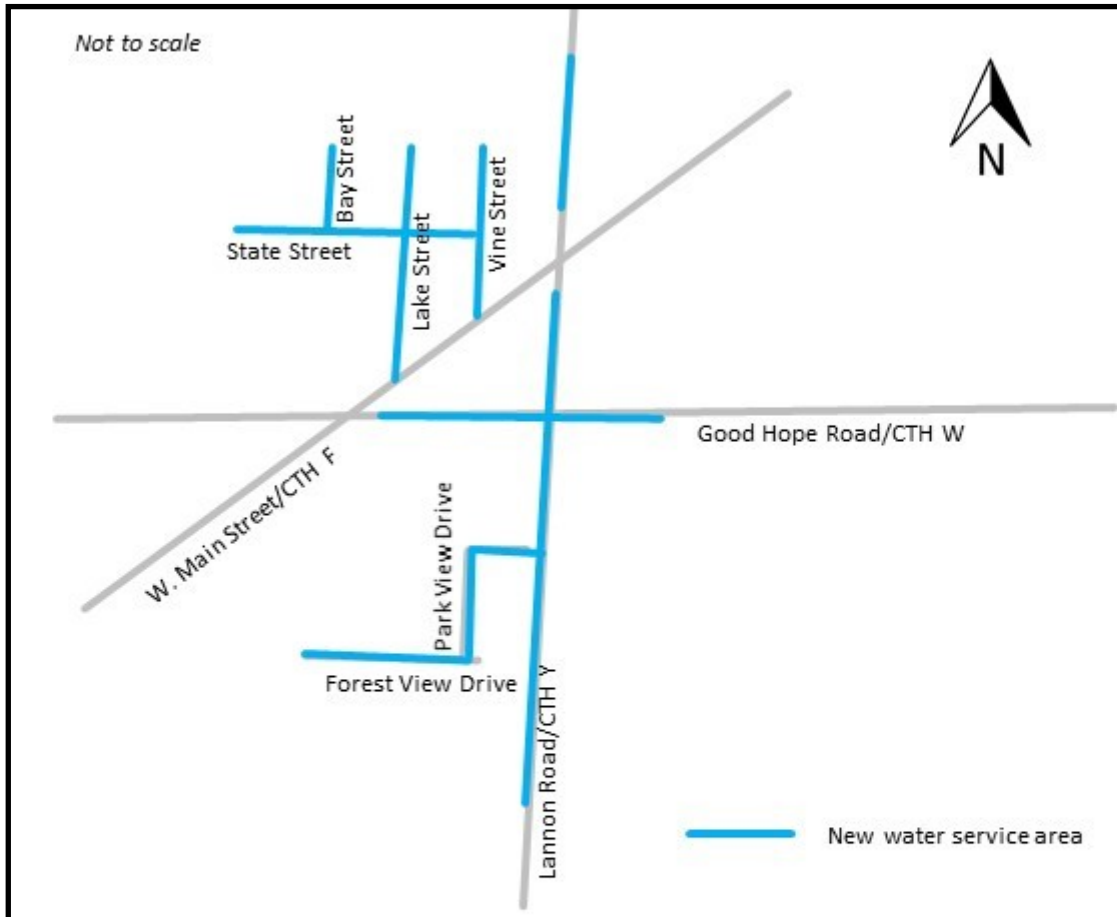 Not to scale
N
Bay Street
State Street
Lake Street
Vine Street
Good Hope Road/CTH W
W. Main Street/CTH F
Park View Drive
Forest View Drive
Lannon Road/CTH Y
New water service area